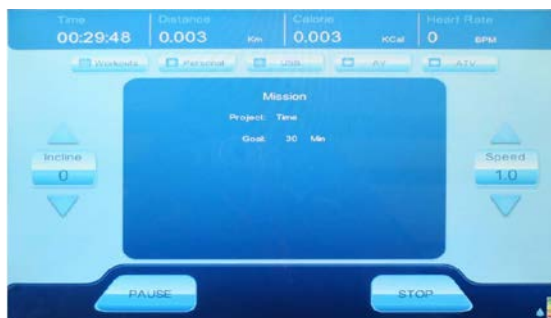 Time Distance Calorie Heart Rate
00:29:48 0.003 Km 0.003 KCal 0 BPM
Workouts Personal USB AV ATV
Mission
Project: Time
Goal: 30 Min
Incline Speed
0 1.0
PAUSE STOP